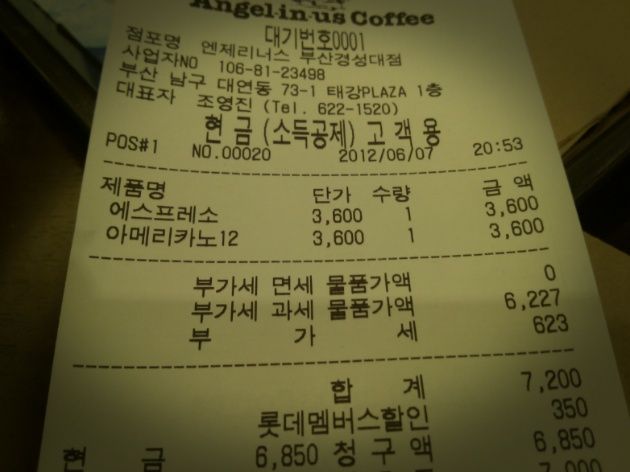 Angel-in-us Coffee
대기번호0001
점포명 엔제리너스 부산경성대점
사업자NO 106-81-23498
부산 남구 대연동 73-1 태강PLAZA 1층
대표자 조영진 (Tel. 622-1520)
현금(소득공제)고객용
POS#1 NO.00020 2012/06/07 20:53
제품명 단가 수량 금액
에스프레소 3,600 1 3,600
아메리카노12 3,600 1 3,600
부가세 면세 물품가액 0
부가세 과세 물품가액 6,227
부가세 623
합계 7,200
롯데멤버스할인 350
현금 6,850 청구액 6,850